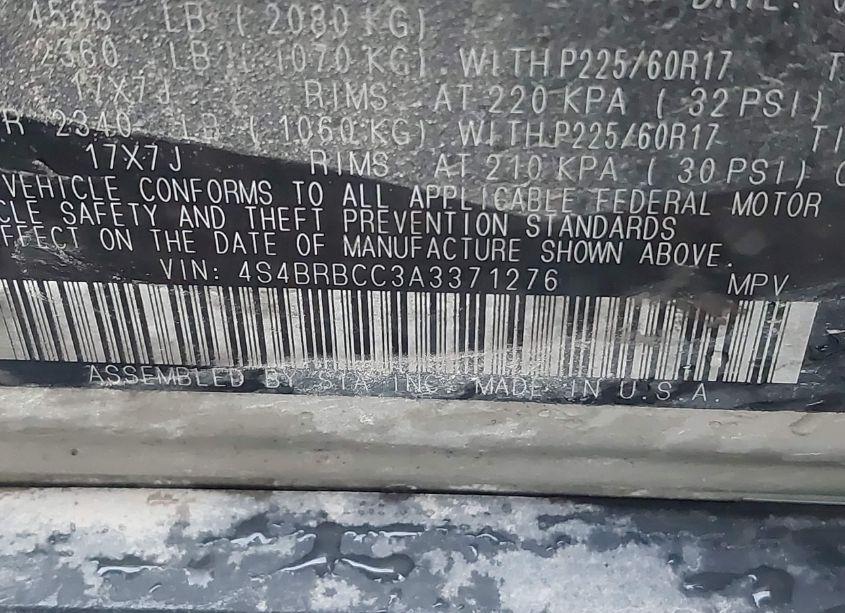 DATE:
4585 LB ( 2080 KG)
2360 LB( 1070 KG). WITH P225/60R17
17X7J RIMS AT 220 KPA ( 32 PSI)
R 2340 LB ( 1060 KG) WITH P225/60R17
17X7J RIMS AT 210 KPA ( 30 PSI)
VEHICLE CONFORMS TO ALL APPLICABLE FEDERAL MOTOR
CLE SAFETY AND THEFT PREVENTION STANDARDS
FFECT ON THE DATE OF MANUFACTURE SHOWN ABOVE.
VIN: 4S4BRBCC3A3371276 MPV
ASSEMBLED BY SIA INC. MADE IN U.S.A.